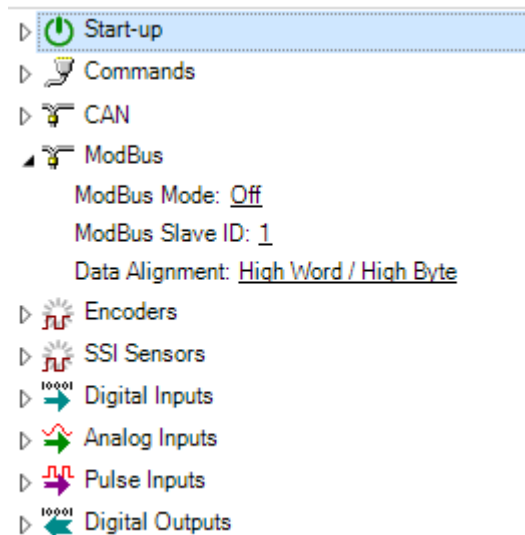 Start-up
Commands
CAN
ModBus
ModBus Mode: Off
ModBus Slave ID: 1
Data Alignment: High Word / High Byte
Encoders
SSI Sensors
Digital Inputs
Analog Inputs
Pulse Inputs
Digital Outputs